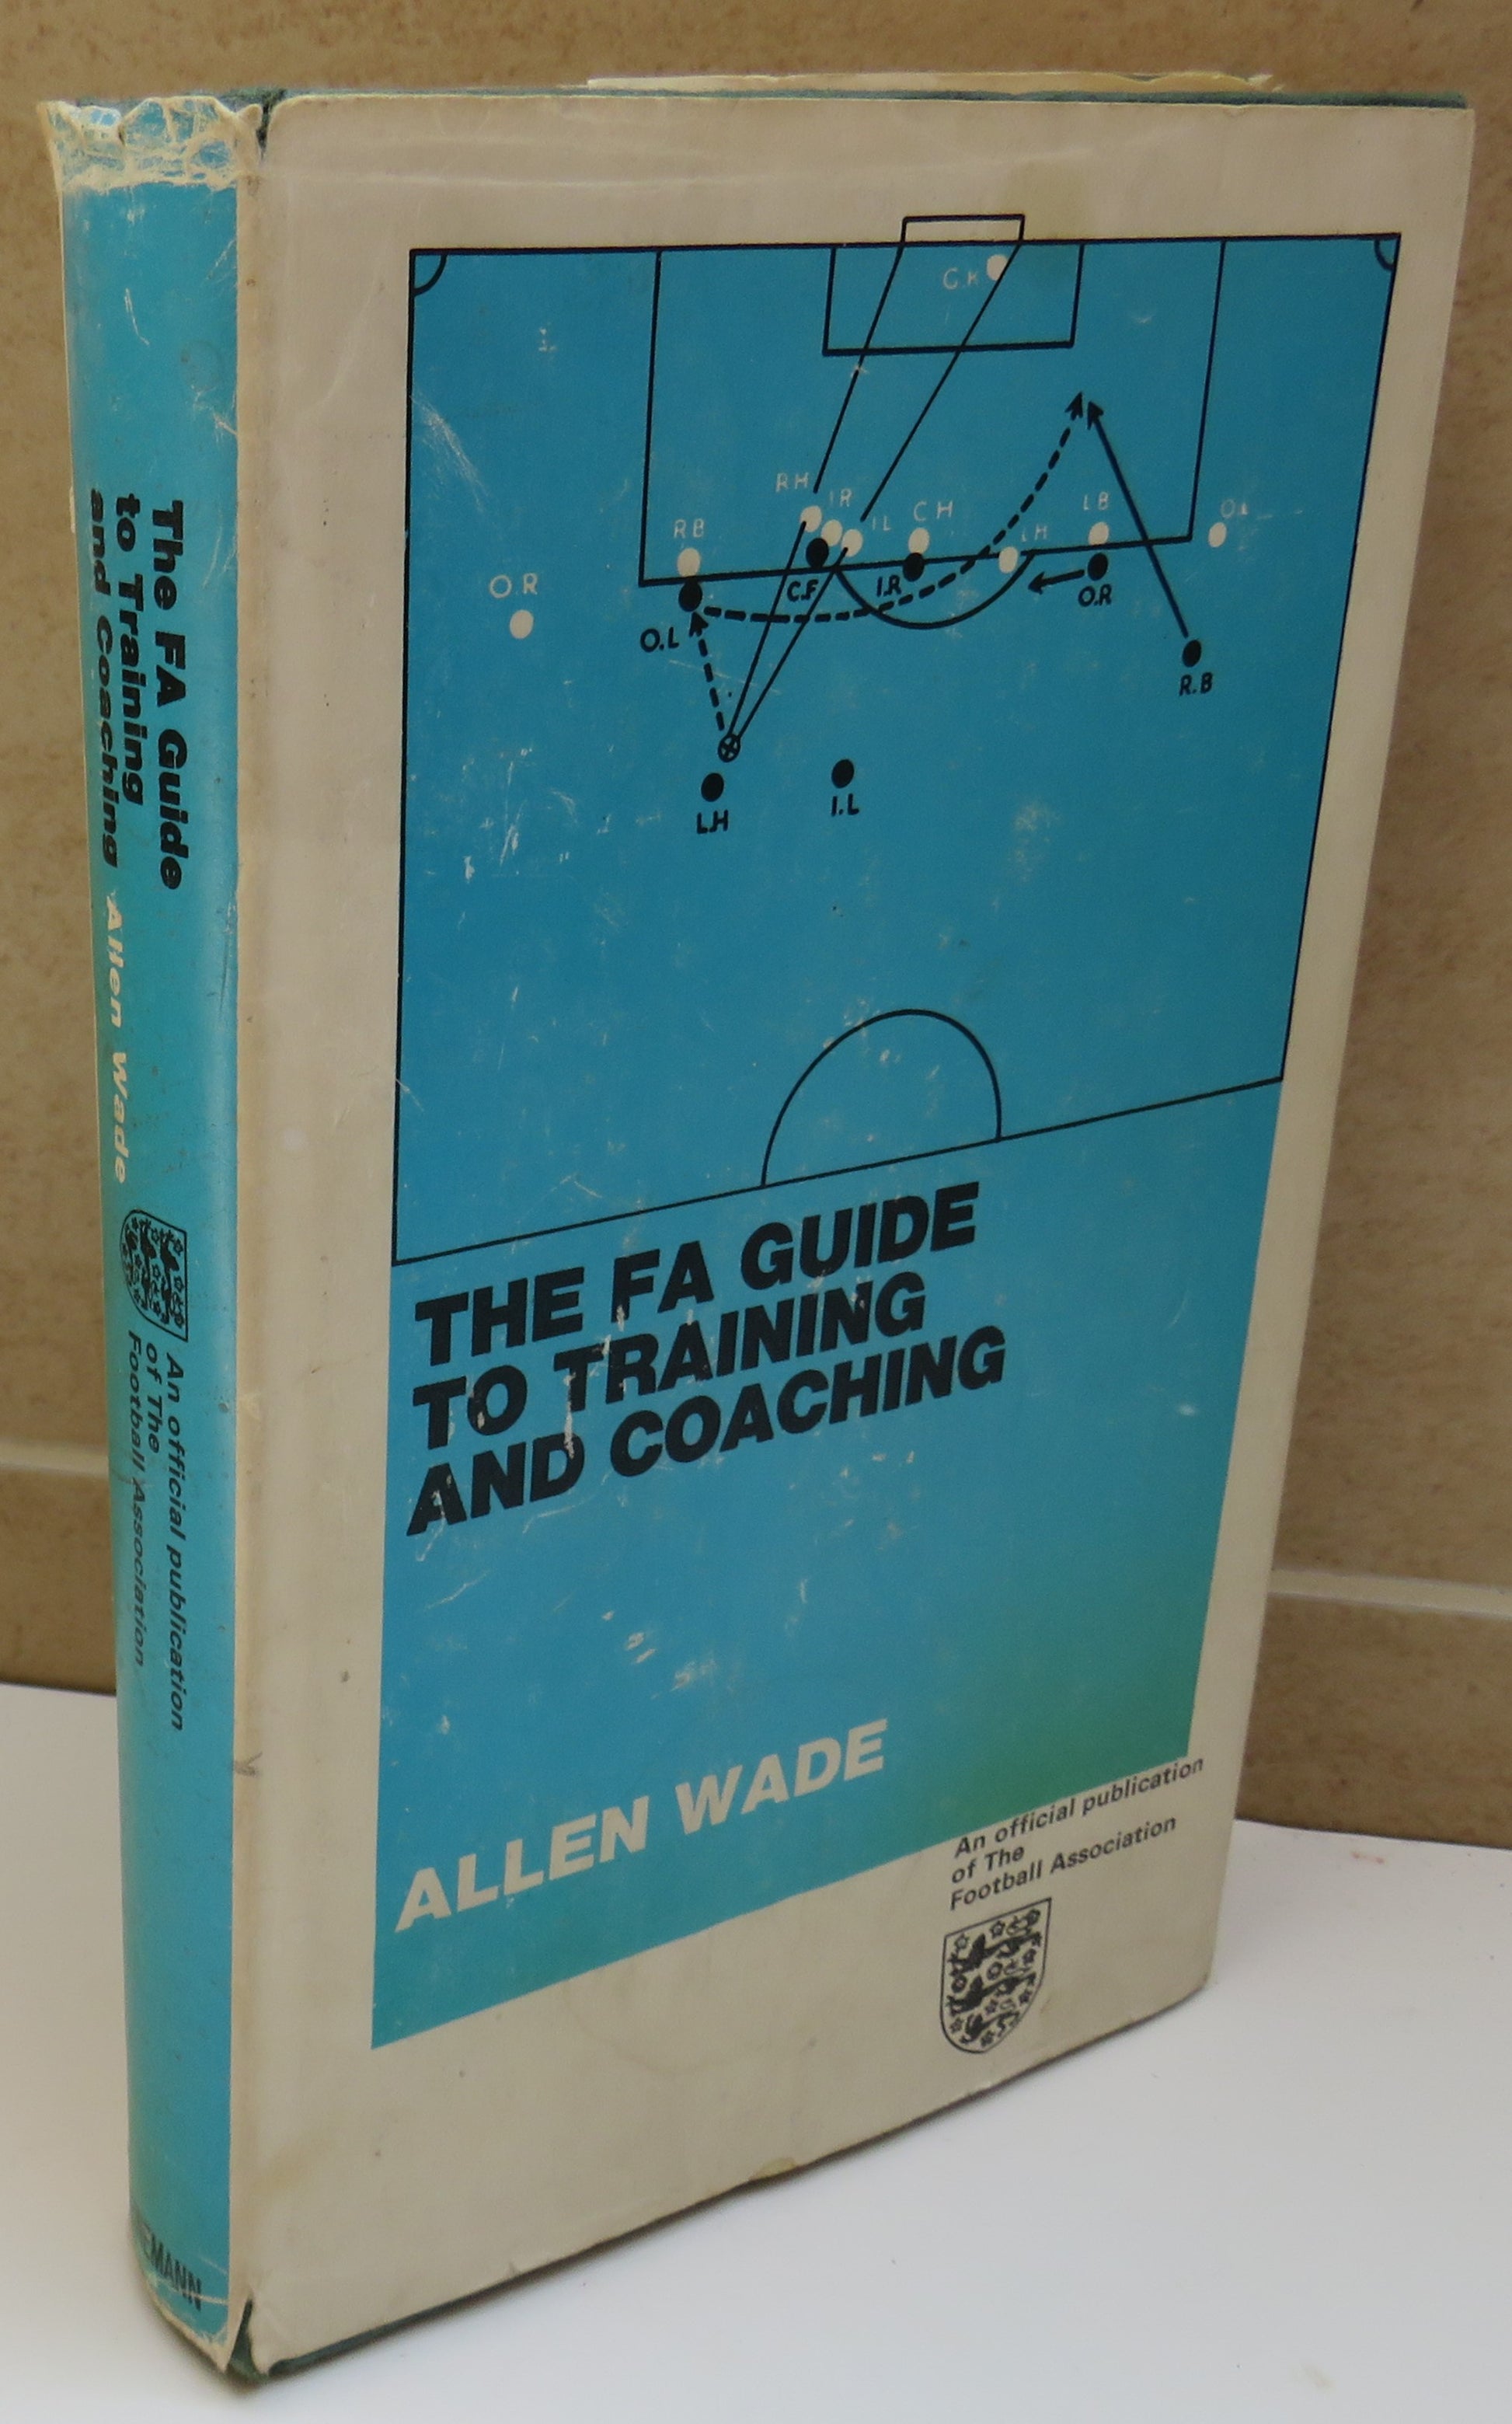 The FA Guide
to Training
and Coaching
Allen Wade
An official publication
of The
Football Association
G.K
RH
IR
IL
CH
LH
LB
OL
RB
OR
C.F
I.R
O.R
O.L
R.B
L.H
I.L
THE FA GUIDE
TO TRAINING
AND COACHING
ALLEN WADE
An official publication
of The
Football Association